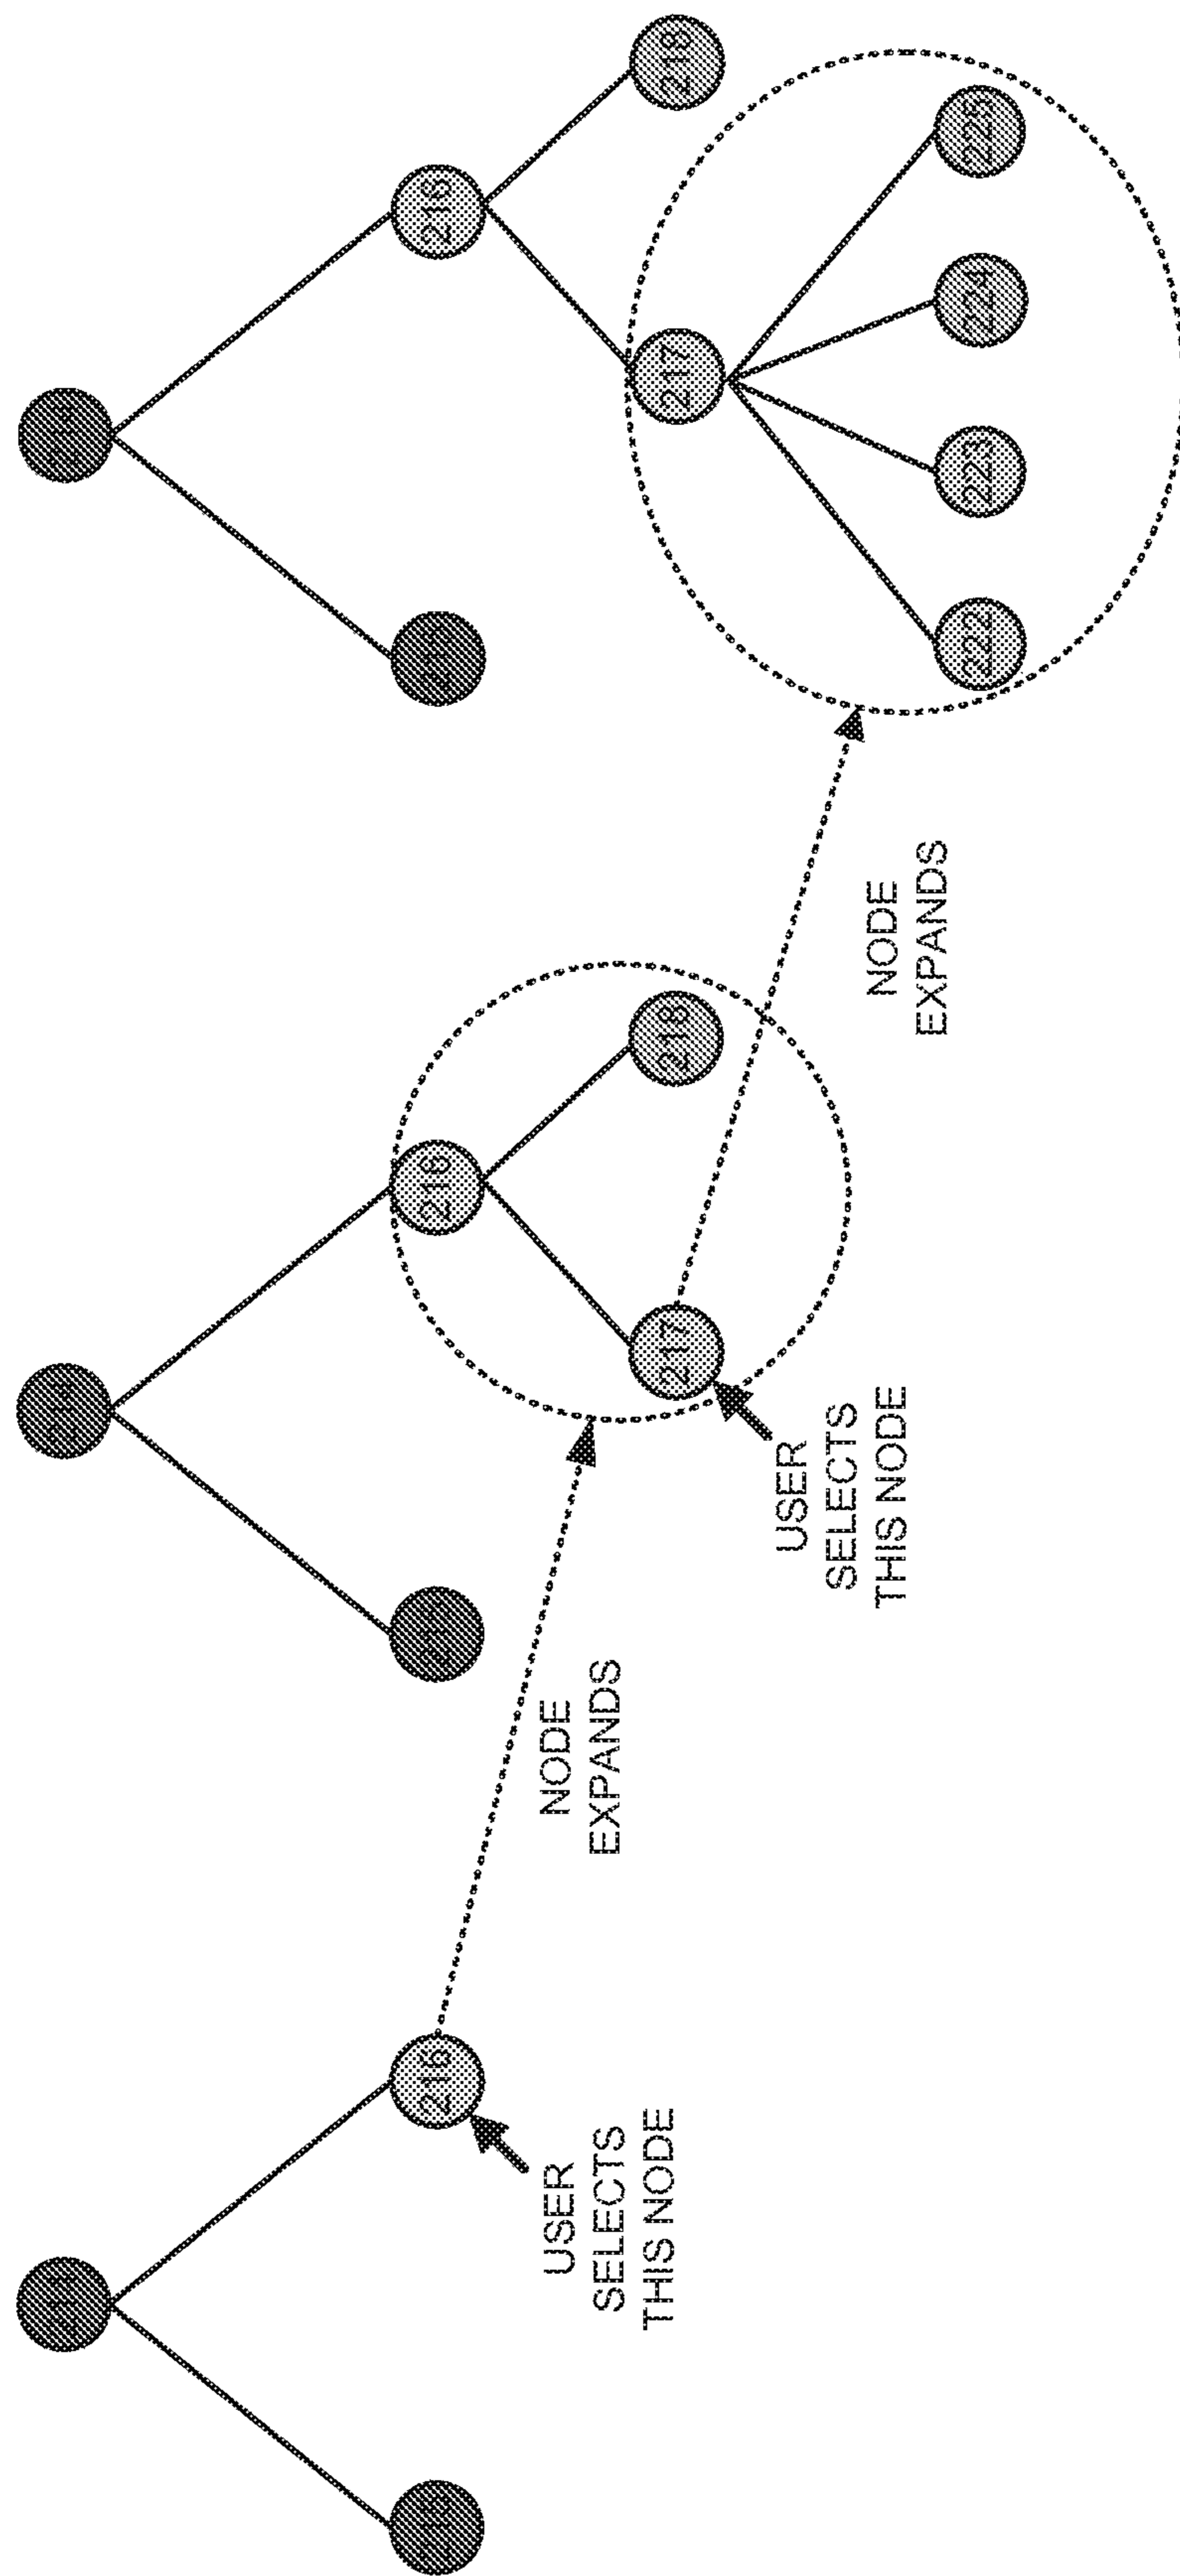 216
USER
SELECTS
THIS NODE
NODE
EXPANDS
216
217
218
USER
SELECTS
THIS NODE
NODE
EXPANDS
216
217
218
222
223
224
225